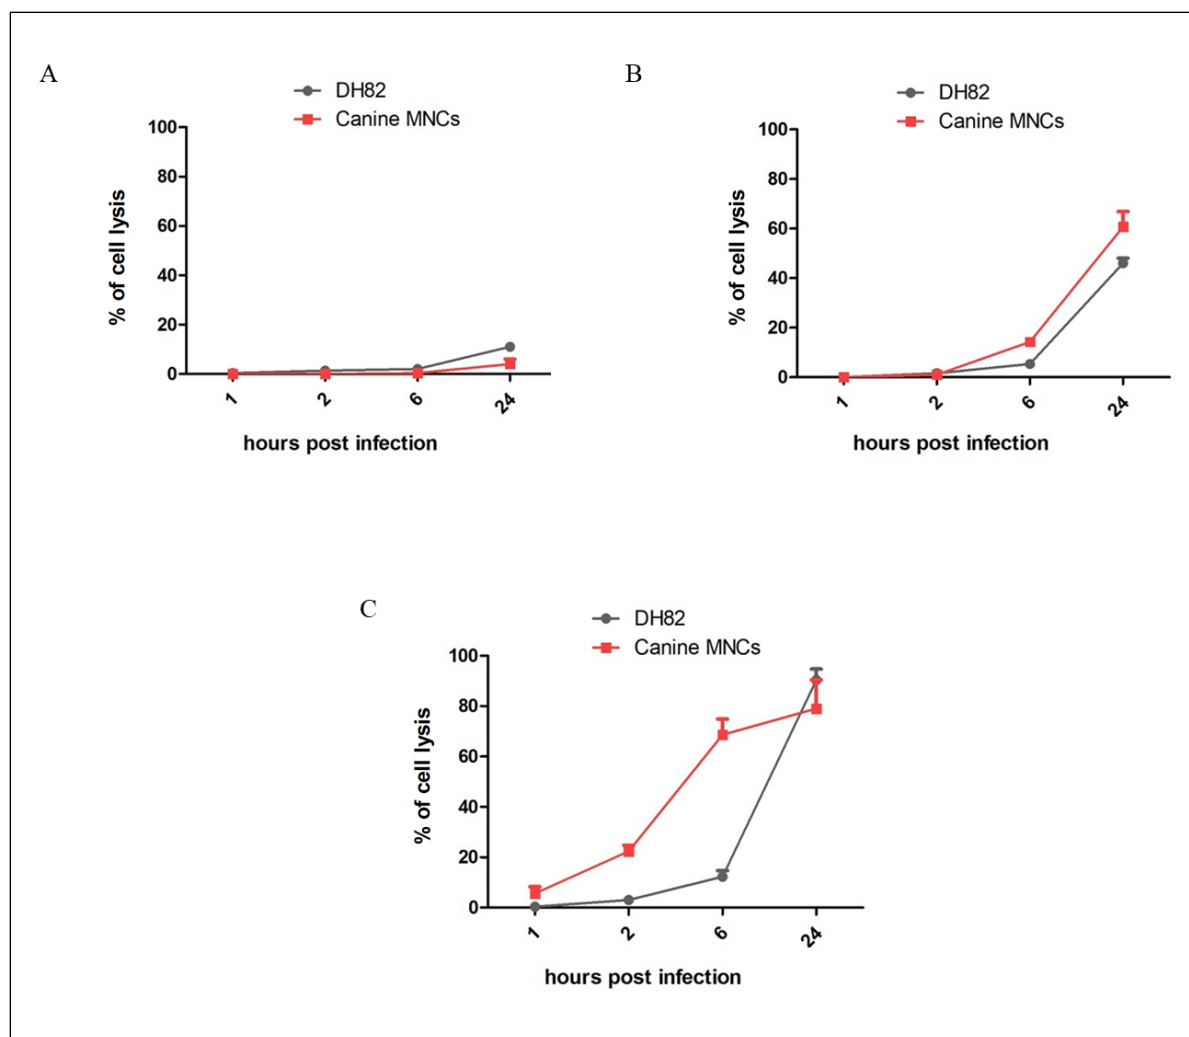 A
DH82
Canine MNCs
100
80
60
40
20
0
% of cell lysis
1
2
6
24
hours post infection
B
DH82
Canine MNCs
100
80
60
40
20
0
% of cell lysis
1
2
6
24
hours post infection
C
DH82
Canine MNCs
100
80
60
40
20
0
% of cell lysis
1
2
6
24
hours post infection